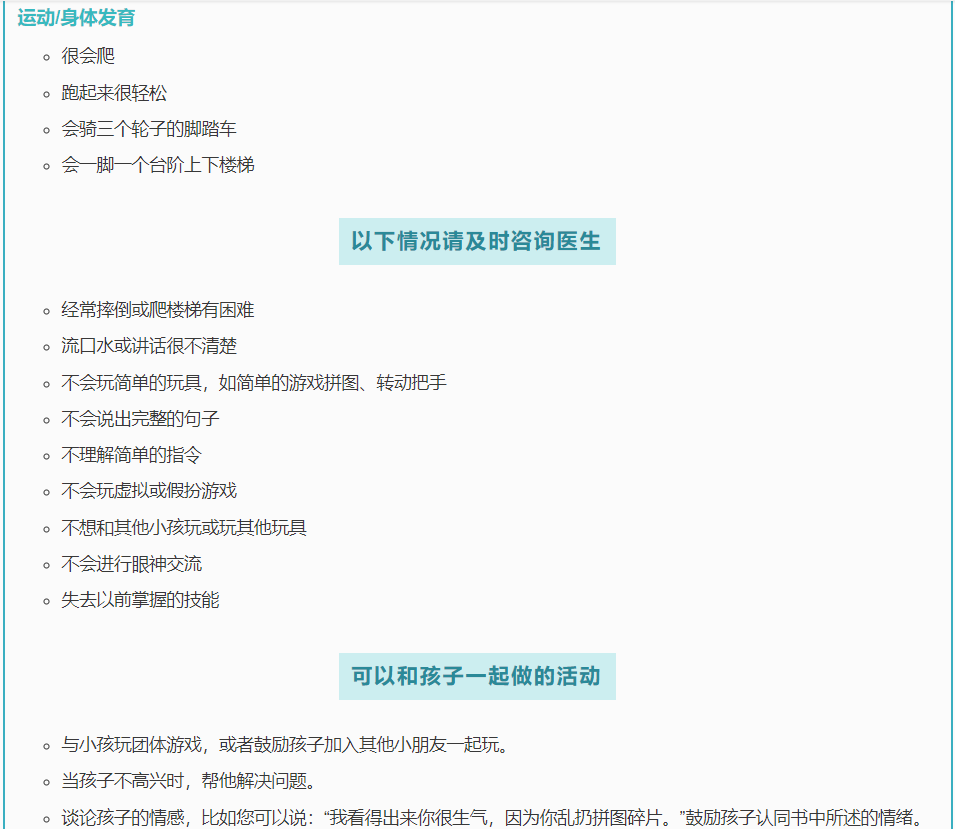 运动/身体发育
很会爬
跑起来很轻松
会骑三个轮子的脚踏车
会一脚一个台阶上下楼梯
以下情况请及时咨询医生
经常摔倒或爬楼梯有困难
流口水或讲话很不清楚
不会玩简单的玩具，如简单的游戏拼图、转动把手
不会说出完整的句子
不理解简单的指令
不会玩虚拟或假扮游戏
不想和其他小孩玩或玩其他玩具
不会进行眼神交流
失去以前掌握的技能
可以和孩子一起做的活动
与小孩玩团体游戏，或者鼓励孩子加入其他小朋友一起玩。
当孩子不高兴时，帮他解决问题。
谈论孩子的情感，比如您可以说：“我看得出来你很生气，因为你乱扔拼图碎片。”鼓励孩子认同书中所述的情绪。